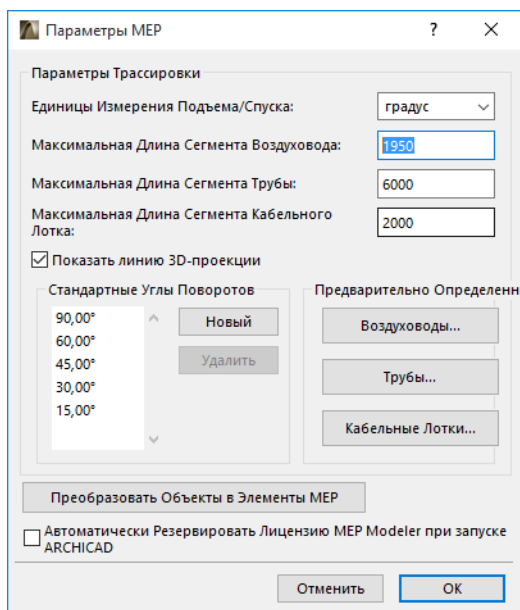 Параметры МЕР
?
Параметры Трассировки
Единицы Измерения Подъема/Спуска:
градус
Максимальная Длина Сегмента Воздуховода:
1950
Максимальная Длина Сегмента Трубы:
6000
Максимальная Длина Сегмента Кабельного
Лотка:
2000
Показать линию 3D-проекции
Стандартные Углы Поворотов
90,00°
60,00°
45,00°
30,00°
15,00°
Новый
Удалить
Предварительно Определенн
Воздуховоды...
Трубы...
Кабельные Лотки...
Преобразовать Объекты в Элементы MEP
Автоматически Резервировать Лицензию MEP Modeler при запуске
ARCHICAD
Отменить
OK